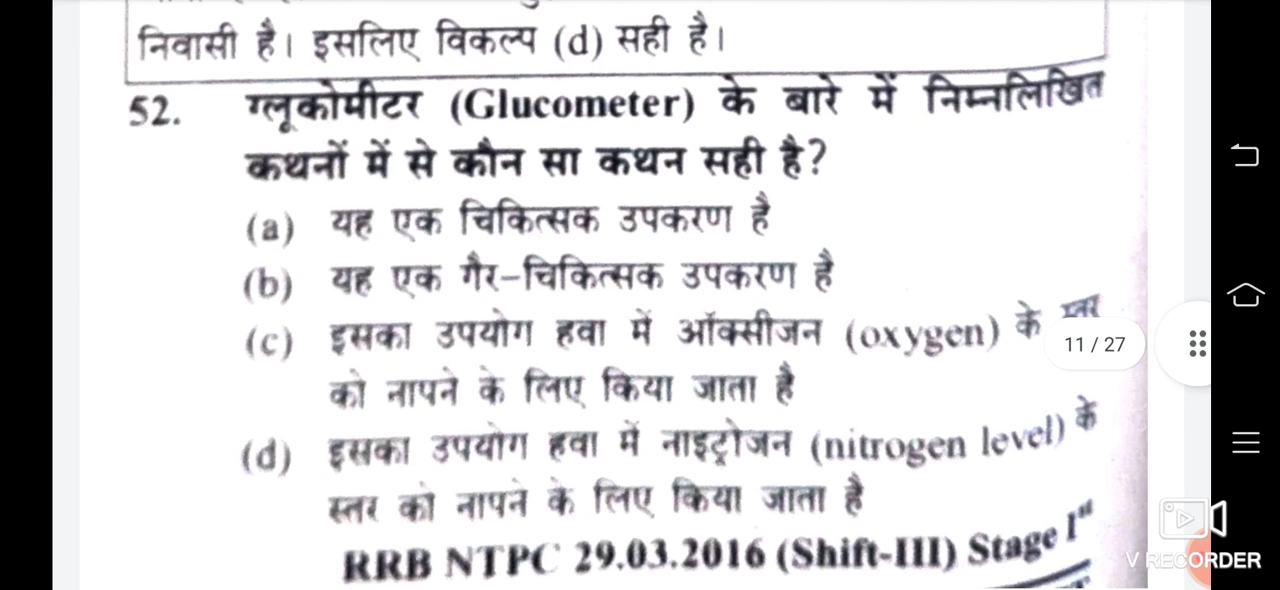 निवासी है। इसलिए विकल्प (d) सही है।
52. ग्लूकोमीटर (Glucometer) के बारे में निम्नलिखित
कथनों में से कौन सा कथन सही है?
(a) यह एक चिकित्सक उपकरण है
(b) यह एक गैर-चिकित्सक उपकरण है
(c) इसका उपयोग हवा में ऑक्सीजन (oxygen) के स्तर
11 / 27
को नापने के लिए किया जाता है
(d) इसका उपयोग हवा में नाइट्रोजन (nitrogen level) के
स्तर को नापने के लिए किया जाता है
RRB NTPC 29.03.2016 (Shift-III) Stage Ist
V RECORDER